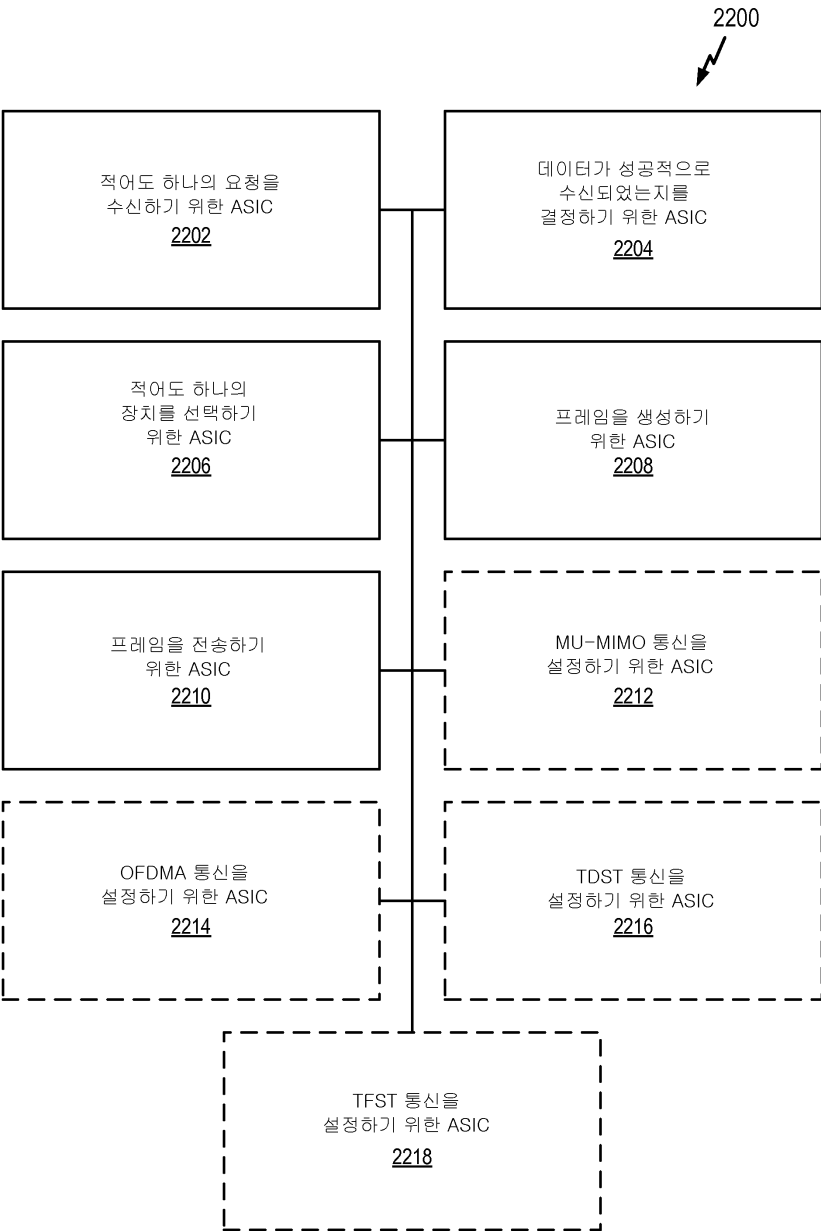 2200
적어도 하나의 요청을
수신하기 위한 ASIC
2202
데이터가 성공적으로
수신되었는지를
결정하기 위한 ASIC
2204
적어도 하나의
장치를 선택하기
위한 ASIC
2206
프레임을 생성하기
위한 ASIC
2208
프레임을 전송하기
위한 ASIC
2210
MU-MIMO 통신을
설정하기 위한 ASIC
2212
OFDMA 통신을
설정하기 위한 ASIC
2214
TDST 통신을
설정하기 위한 ASIC
2216
TFST 통신을
설정하기 위한 ASIC
2218